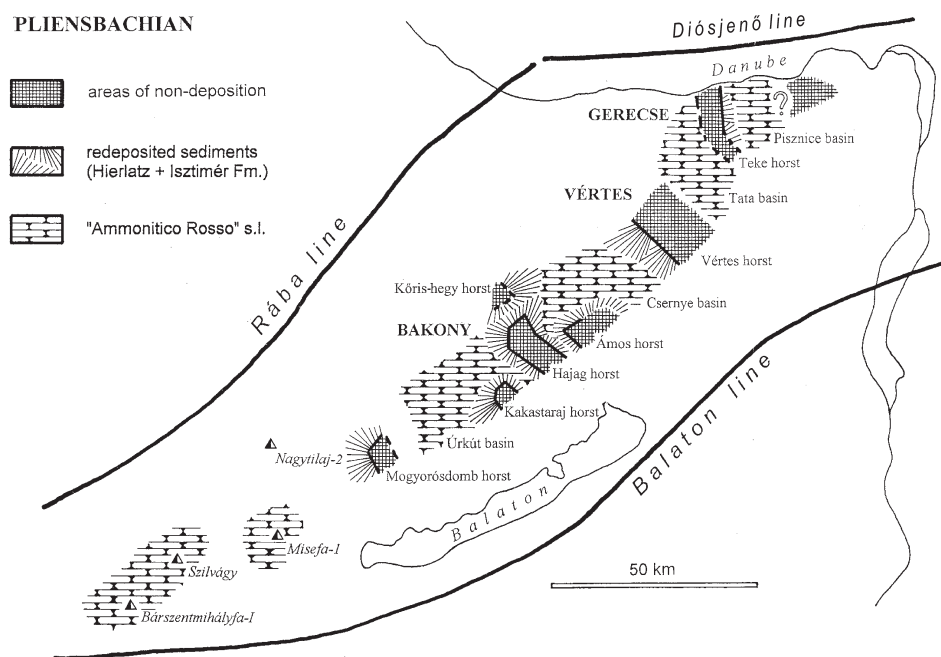 PLIENSBACHIAN
areas of non-deposition
redeposited sediments
(Hierlatz + Isztimér Fm.)
"Ammonitico Rosso" s.l.
Diósjenő line
Danube
GERECSE
?
Pisznice basin
Teke horst
VÉRTES
Tata basin
Rába line
Vértes horst
Kőris-hegy horst
Csernye basin
BAKONY
Ámos horst
Hajag horst
Kakastaraj horst
Balaton line
Úrkút basin
Nagytilaj-2
Mogyorósdomb horst
Balaton
Misefa-1
Szilvágy
50 km
Bárszentmihályfa-I